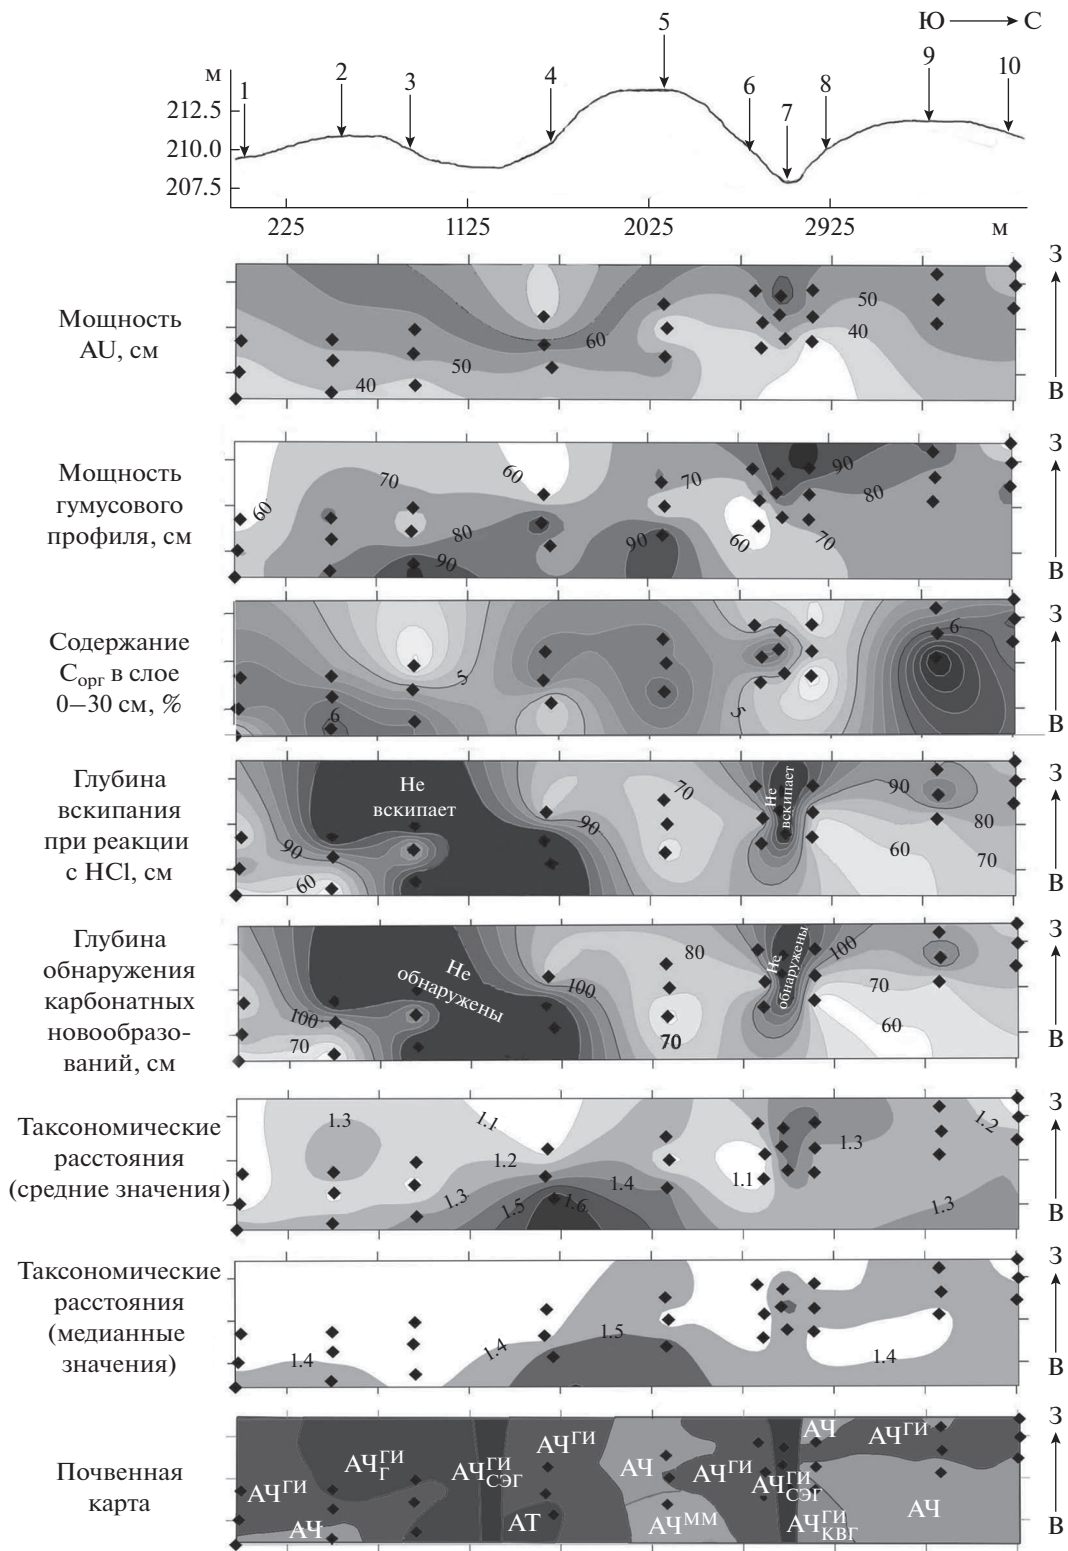 Ю С
м
1 2 3 4 5 6 7 8 9 10
212.5
210.0
207.5
225 1125 2025 2925 м
Мощность
AU, см
60
50
50
40
40
З
В
Мощность
гумусового
профиля, см
60
70
60
80
90
90
70
60
90
80
70
З
В
Содержание
Cорг в слое
0–30 см, %
5
6
5
6
З
В
Глубина
вскипания
при реакции
с HCl, см
Не
вскипает
90
60
90
70
Не
вскипает
90
80
60
70
З
В
Глубина
обнаружения
карбонатных
новообразо-
ваний, см
Не
обнаружены
100
70
100
80
70
Не
обнаружены
100
70
60
З
В
Таксономические
расстояния
(средние значения)
1.3
1.1
1.2
1.3
1.5
1.6
1.4
1.1
1.3
1.2
1.3
З
В
Таксономические
расстояния
(медианные
значения)
1.4
1.4
1.5
1.4
З
В
Почвенная
карта
АЧГИ
АЧ
АЧГИГ
АЧГИСЭГ
АЧГИ
АТ
АЧ
АЧММ
АЧГИ
АЧГИСЭГ
АЧ
АЧГИКВГ
АЧГИ
АЧ
З
В